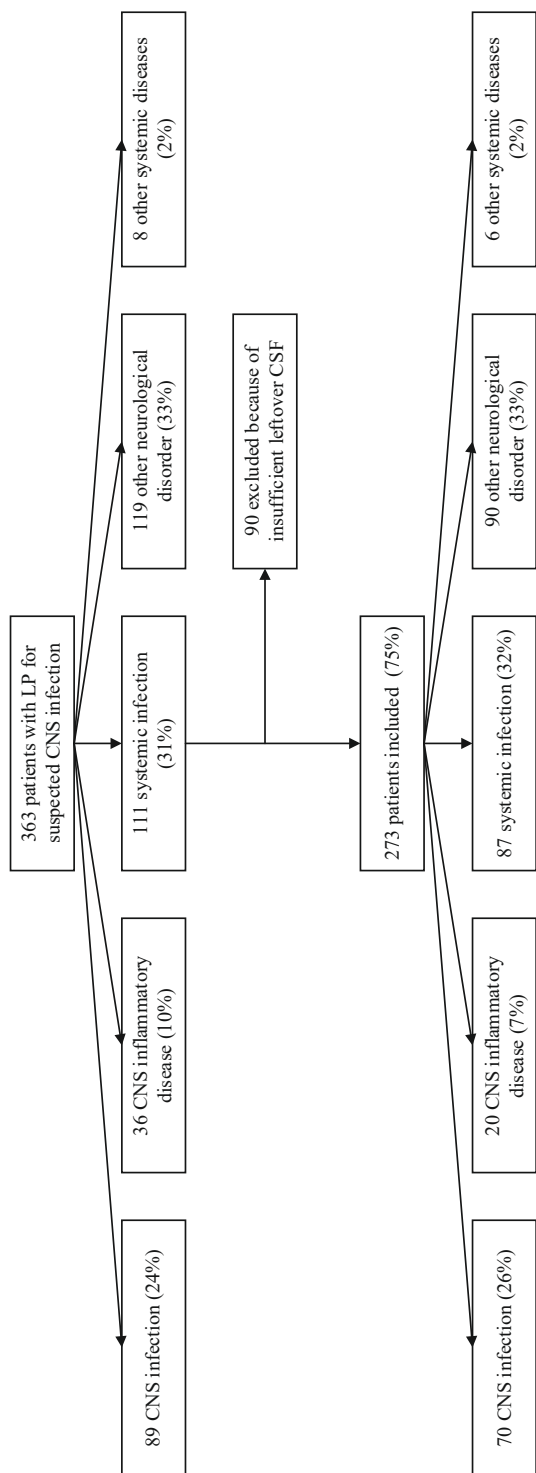 363 patients with LP for
suspected CNS infection
89 CNS infection (24%)
36 CNS inflammatory
disease (10%)
111 systemic infection
(31%)
119 other neurological
disorder (33%)
8 other systemic diseases
(2%)
90 excluded because of
insufficient leftover CSF
273 patients included (75%)
70 CNS infection (26%)
20 CNS inflammatory
disease (7%)
87 systemic infection (32%)
90 other neurological
disorder (33%)
6 other systemic diseases
(2%)